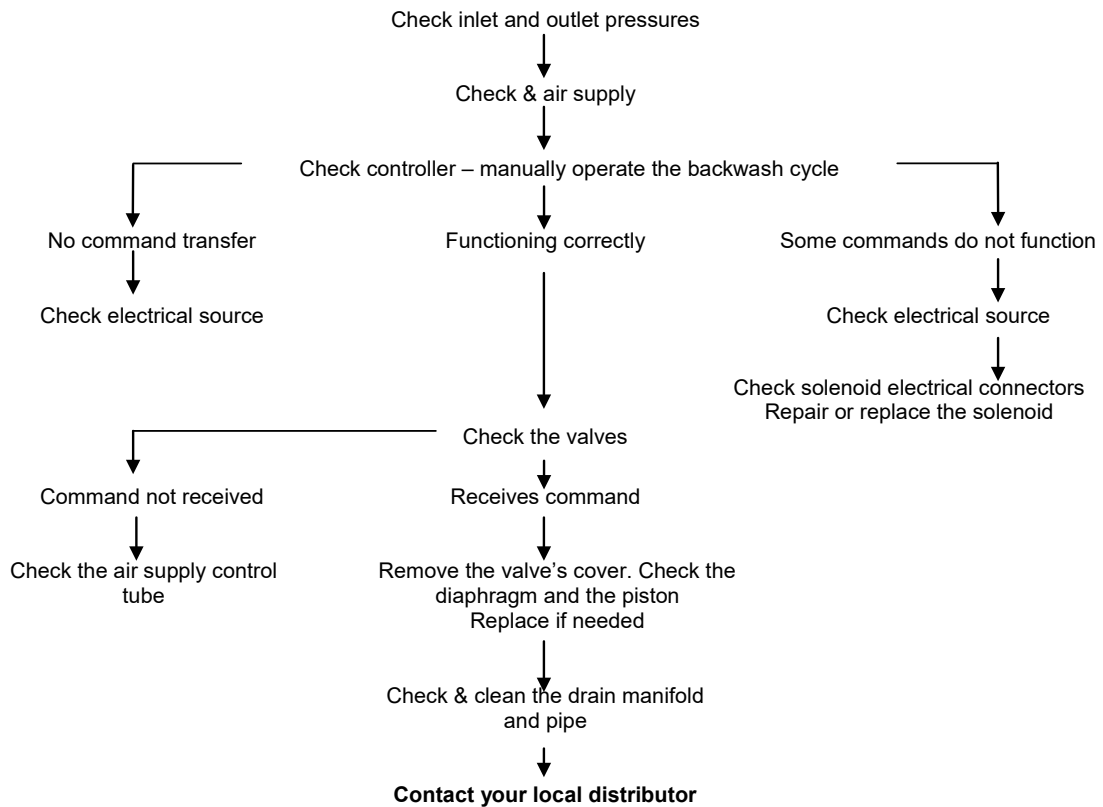 Check inlet and outlet pressures
Check & air supply
Check controller – manually operate the backwash cycle
No command transfer
Functioning correctly
Some commands do not function
Check electrical source
Check electrical source
Check solenoid electrical connectors
Repair or replace the solenoid
Check the valves
Command not received
Receives command
Check the air supply control
tube
Remove the valve’s cover. Check the
diaphragm and the piston
Replace if needed
Check & clean the drain manifold
and pipe
Contact your local distributor